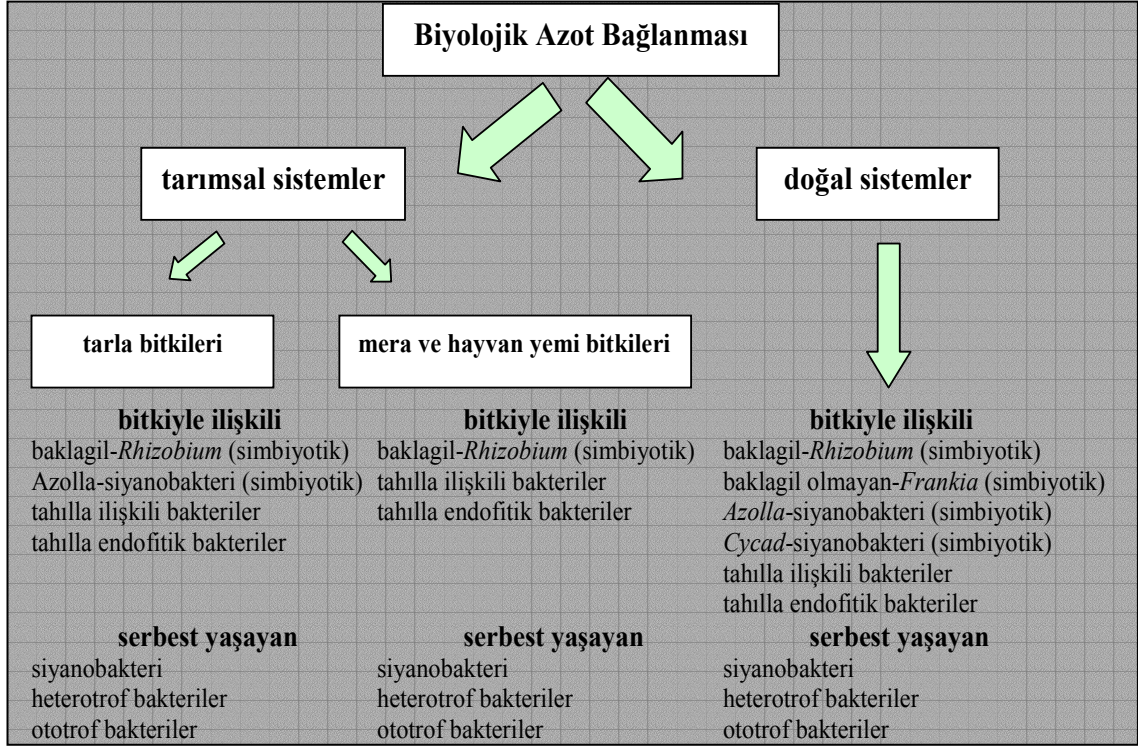 Biyolojik Azot Bağlanması
tarımsal sistemler
doğal sistemler
tarla bitkileri
mera ve hayvan yemi bitkileri
bitkiyle ilişkili
baklagil-Rhizobium (simbiyotik)
Azolla-siyanobakteri (simbiyotik)
tahılla ilişkili bakteriler
tahılla endofitik bakteriler
serbest yaşayan
siyanobakteri
heterotrof bakteriler
ototrof bakteriler
bitkiyle ilişkili
baklagil-Rhizobium (simbiyotik)
tahılla ilişkili bakteriler
tahılla endofitik bakteriler
serbest yaşayan
siyanobakteri
heterotrof bakteriler
ototrof bakteriler
bitkiyle ilişkili
baklagil-Rhizobium (simbiyotik)
baklagil olmayan-Frankia (simbiyotik)
Azolla-siyanobakteri (simbiyotik)
Cycad-siyanobakteri (simbiyotik)
tahılla ilişkili bakteriler
tahılla endofitik bakteriler
serbest yaşayan
siyanobakteri
heterotrof bakteriler
ototrof bakteriler